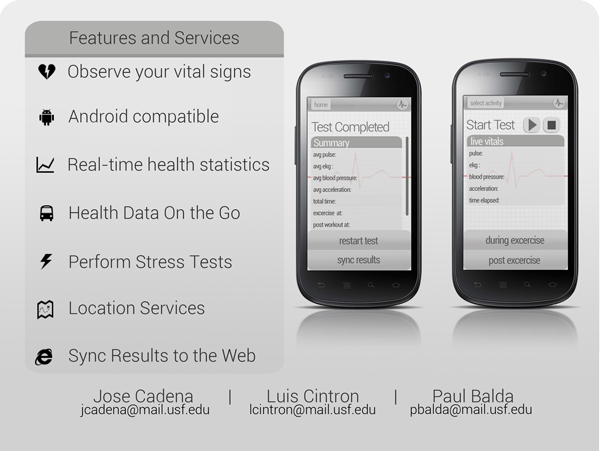 Features and Services
Observe your vital signs
Android compatible
Real-time health statistics
Health Data On the Go
Perform Stress Tests
Location Services
Sync Results to the Web
home
Test Completed
Summary
avg pulse:
avg ekg :
avg blood pressure:
avg acceleration:
total time:
excercise at:
post workout at:
restart test
sync results
select activity
Start Test
live vitals
pulse:
ekg :
blood pressure:
acceleration:
time elapsed:
during excercise
post excercise
Jose Cadena | Luis Cintron | Paul Balda
jcadena@mail.usf.edu lcintron@mail.usf.edu pbalda@mail.usf.edu